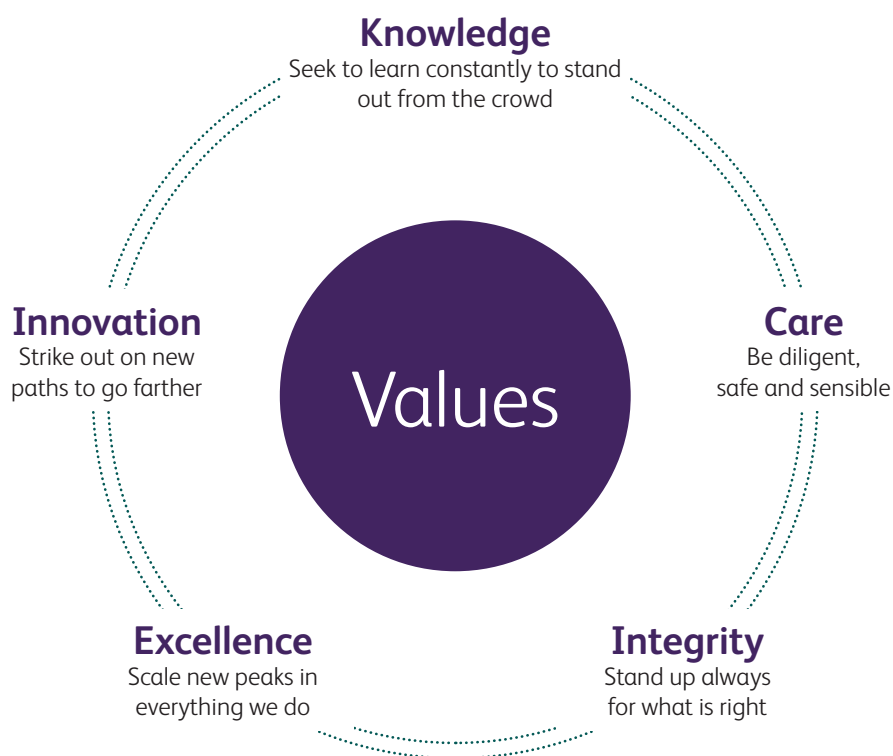 Knowledge
Seek to learn constantly to stand
out from the crowd
Innovation
Strike out on new
paths to go farther
Values
Care
Be diligent,
safe and sensible
Excellence
Scale new peaks in
everything we do
Integrity
Stand up always
for what is right